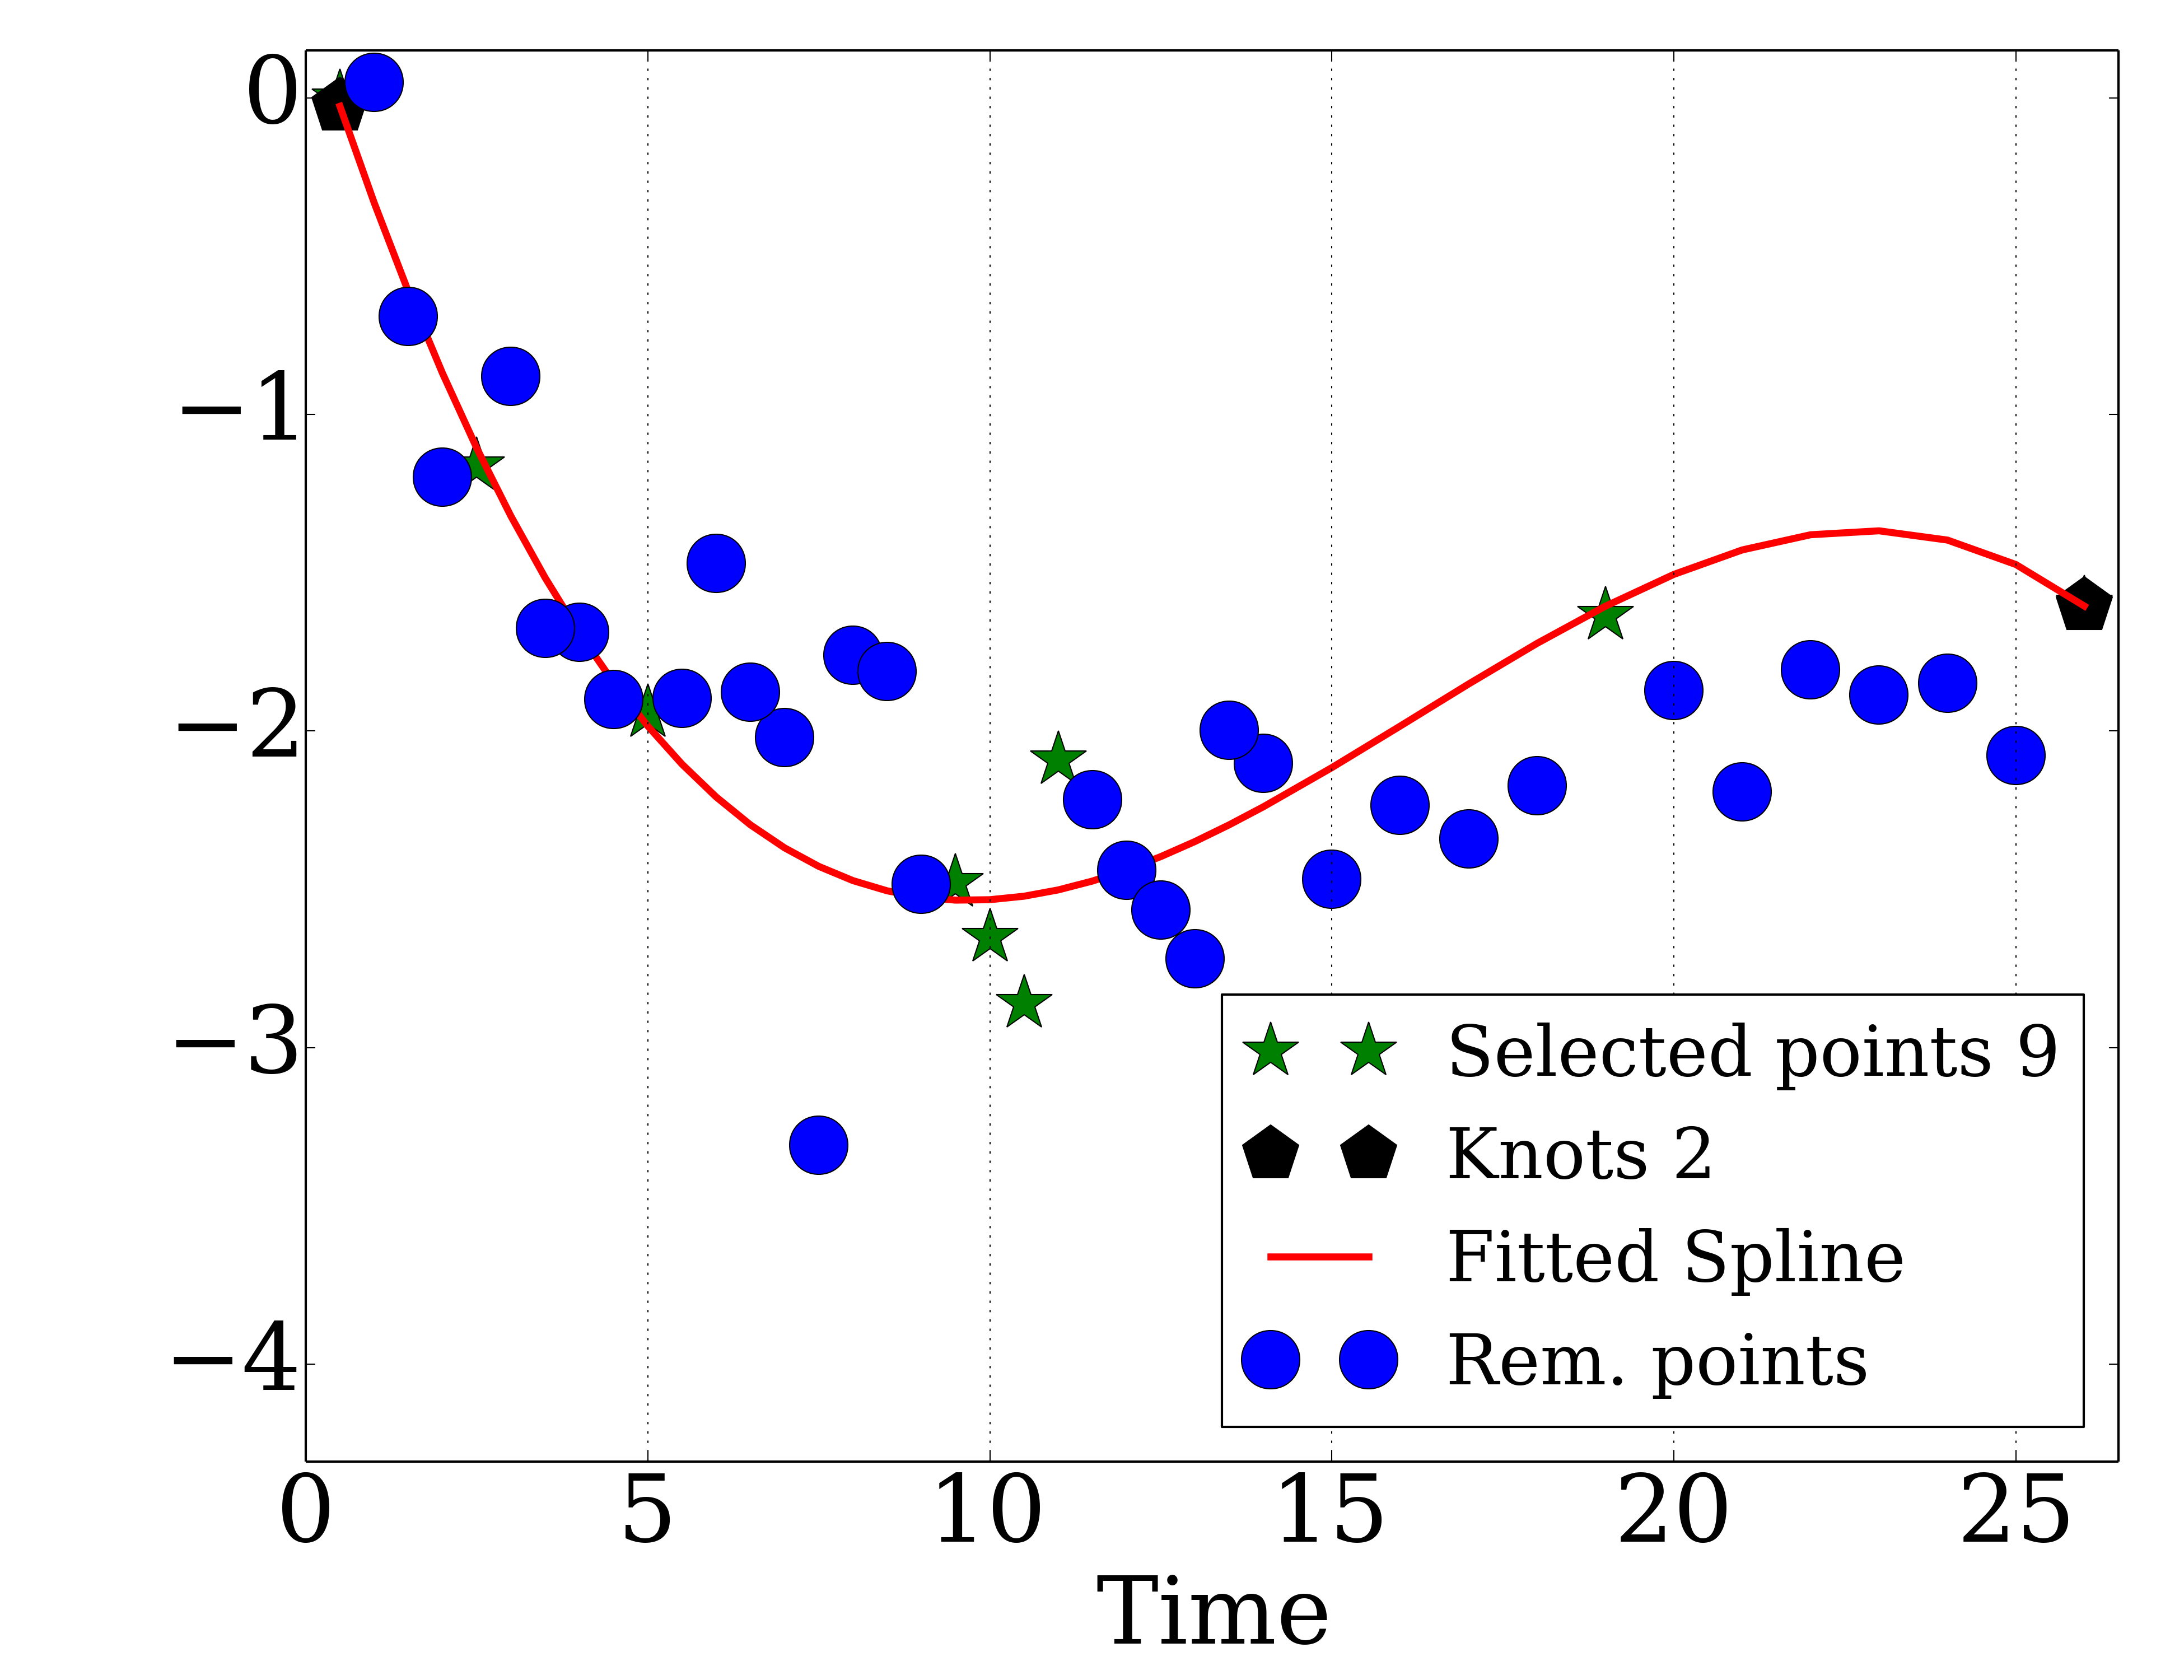 0
−1
−2
−3
−4
Selected points 9
Knots 2
Fitted Spline
Rem. points
0 5 10 15 20 25
Time